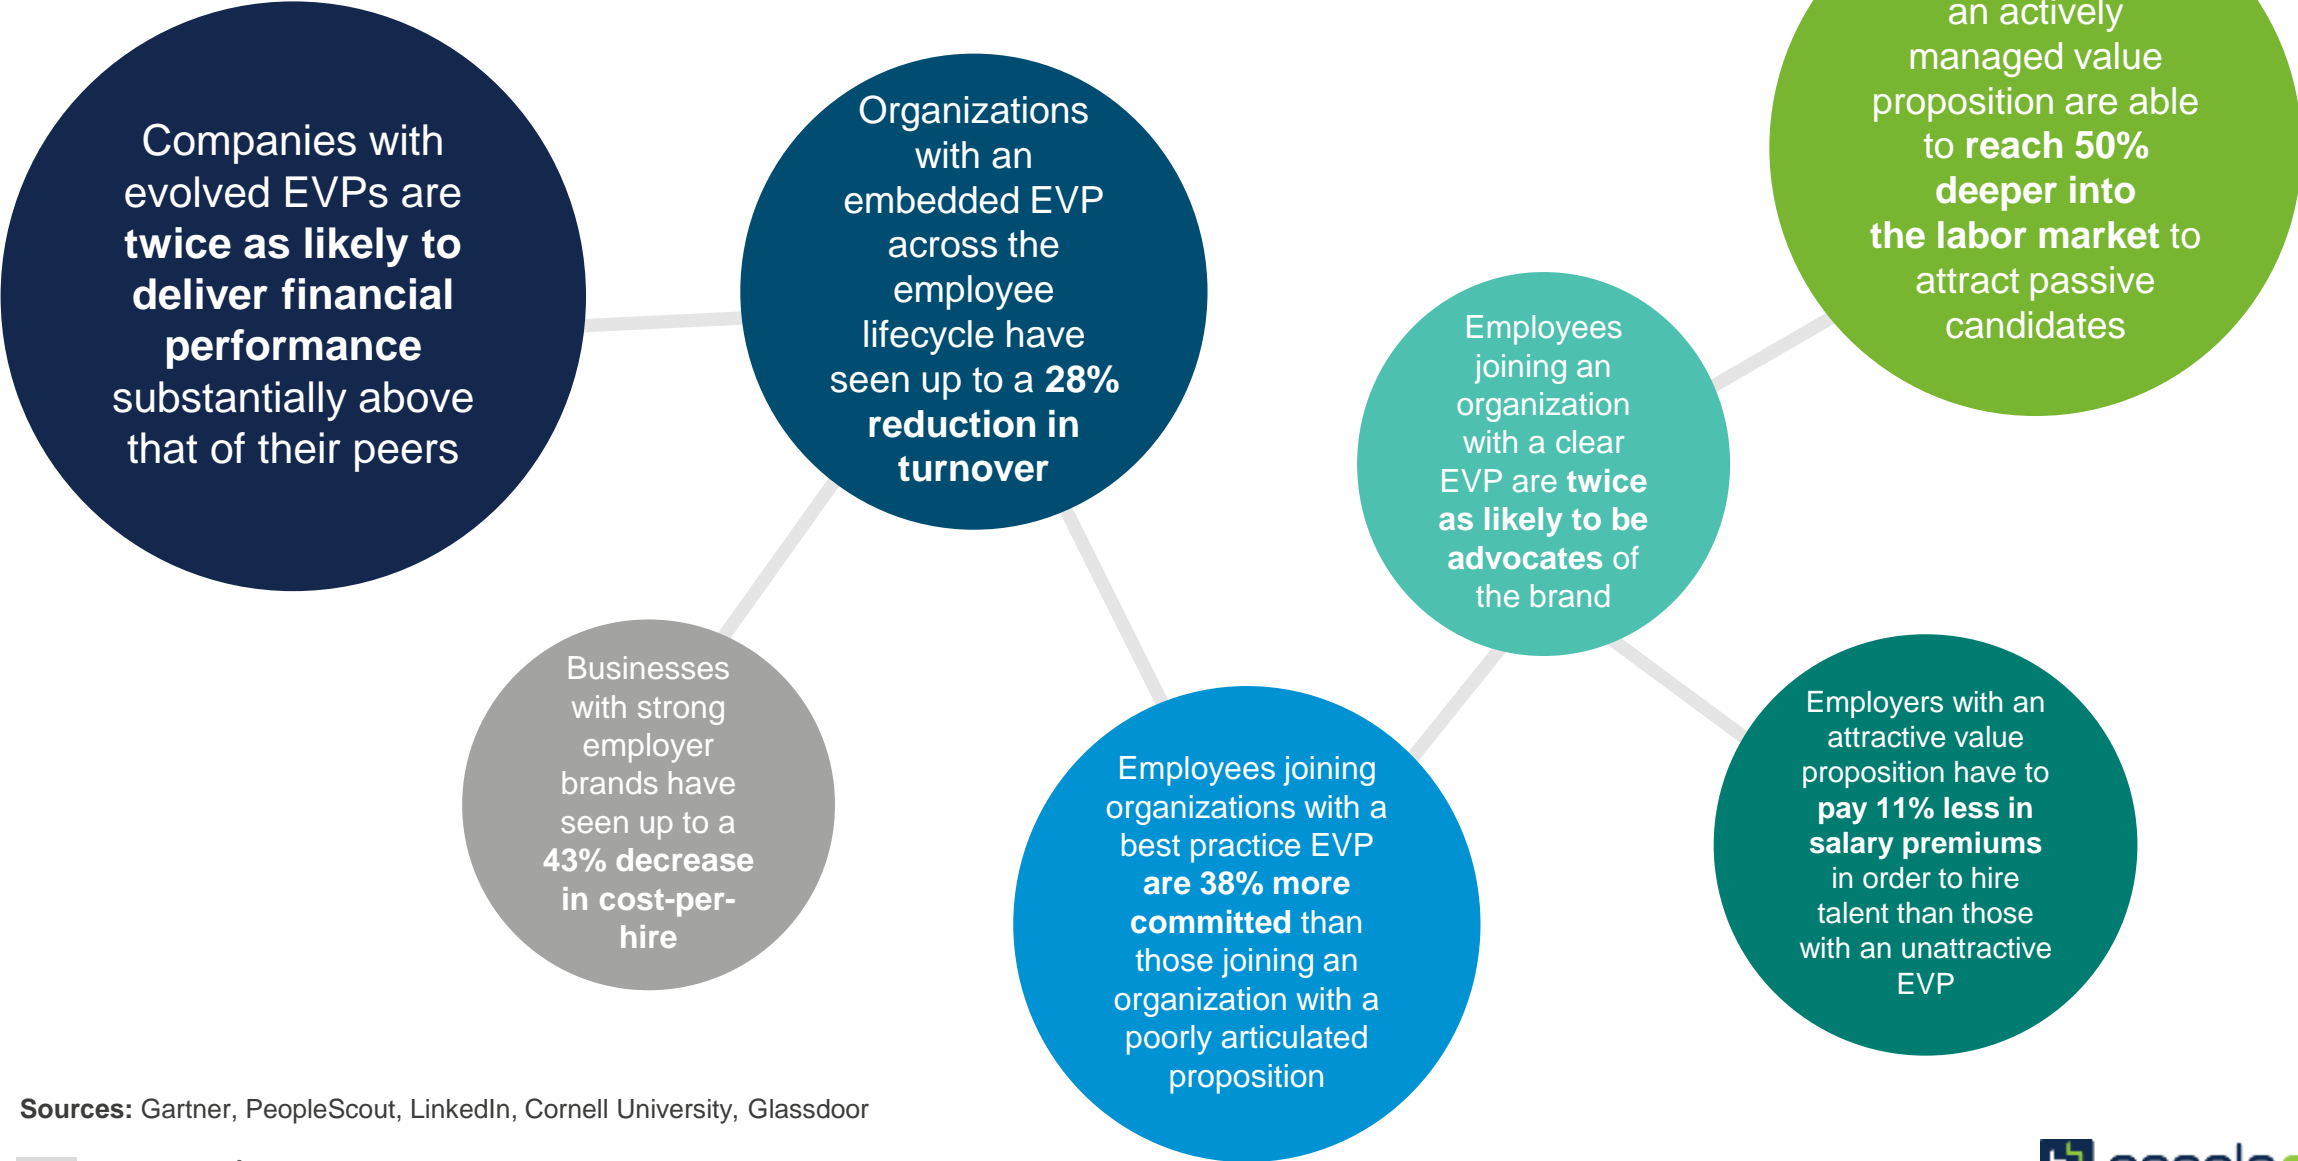 Companies with
evolved EVPs are
twice as likely to
deliver financial
performance
substantially above
that of their peers
Organizations
with an
embedded EVP
across the
employee
lifecycle have
seen up to a 28%
reduction in
turnover
an actively
managed value
proposition are able
to reach 50%
deeper into
the labor market to
attract passive
candidates
Employees
joining an
organization
with a clear
EVP are twice
as likely to be
advocates of
the brand
Businesses
with strong
employer
brands have
seen up to a
43% decrease
in cost-per-
hire
Employees joining
organizations with a
best practice EVP
are 38% more
committed than
those joining an
organization with a
poorly articulated
proposition
Employers with an
attractive value
proposition have to
pay 11% less in
salary premiums
in order to hire
talent than those
with an unattractive
EVP
Sources: Gartner, PeopleScout, LinkedIn, Cornell University, Glassdoor